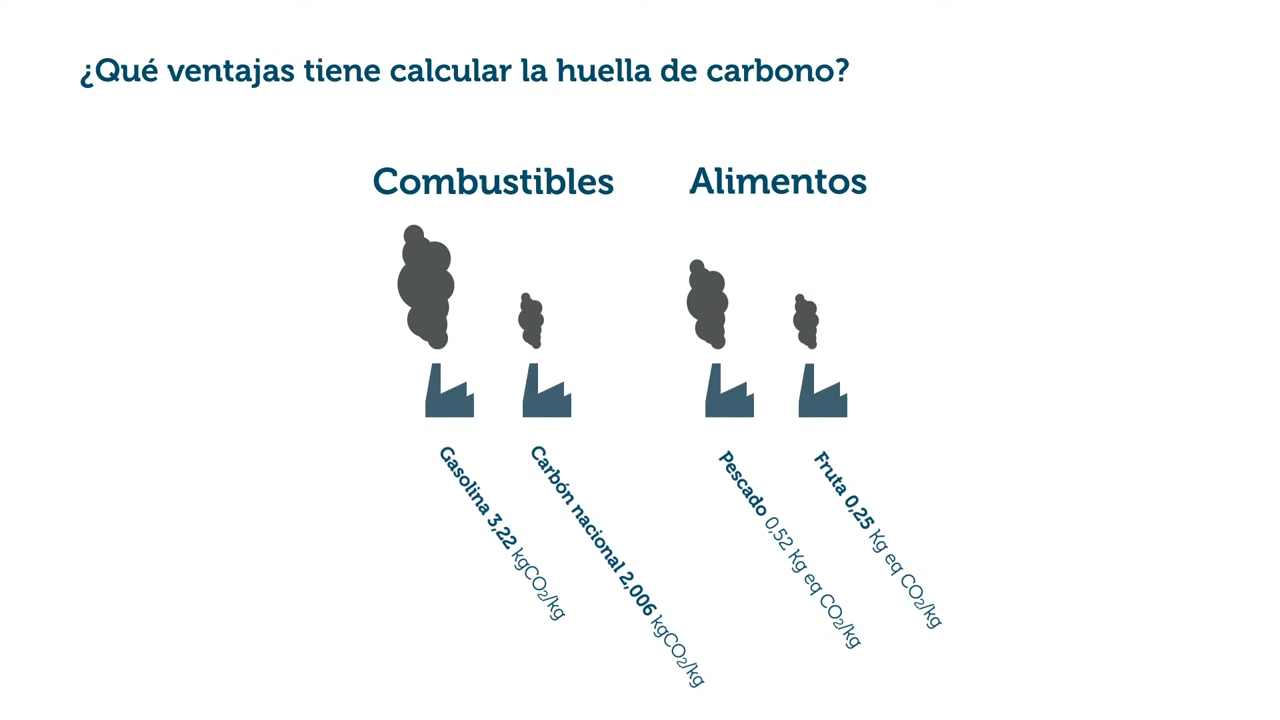 ¿Qué ventajas tiene calcular la huella de carbono?
Combustibles
Alimentos
Gasolina 3,22 kgCO₂/kg
Carbón nacional 2,006 kgCO₂/kg
Pescado 0,52 Kg eq CO₂/kg
Fruta 0,25 Kg eq CO₂/kg